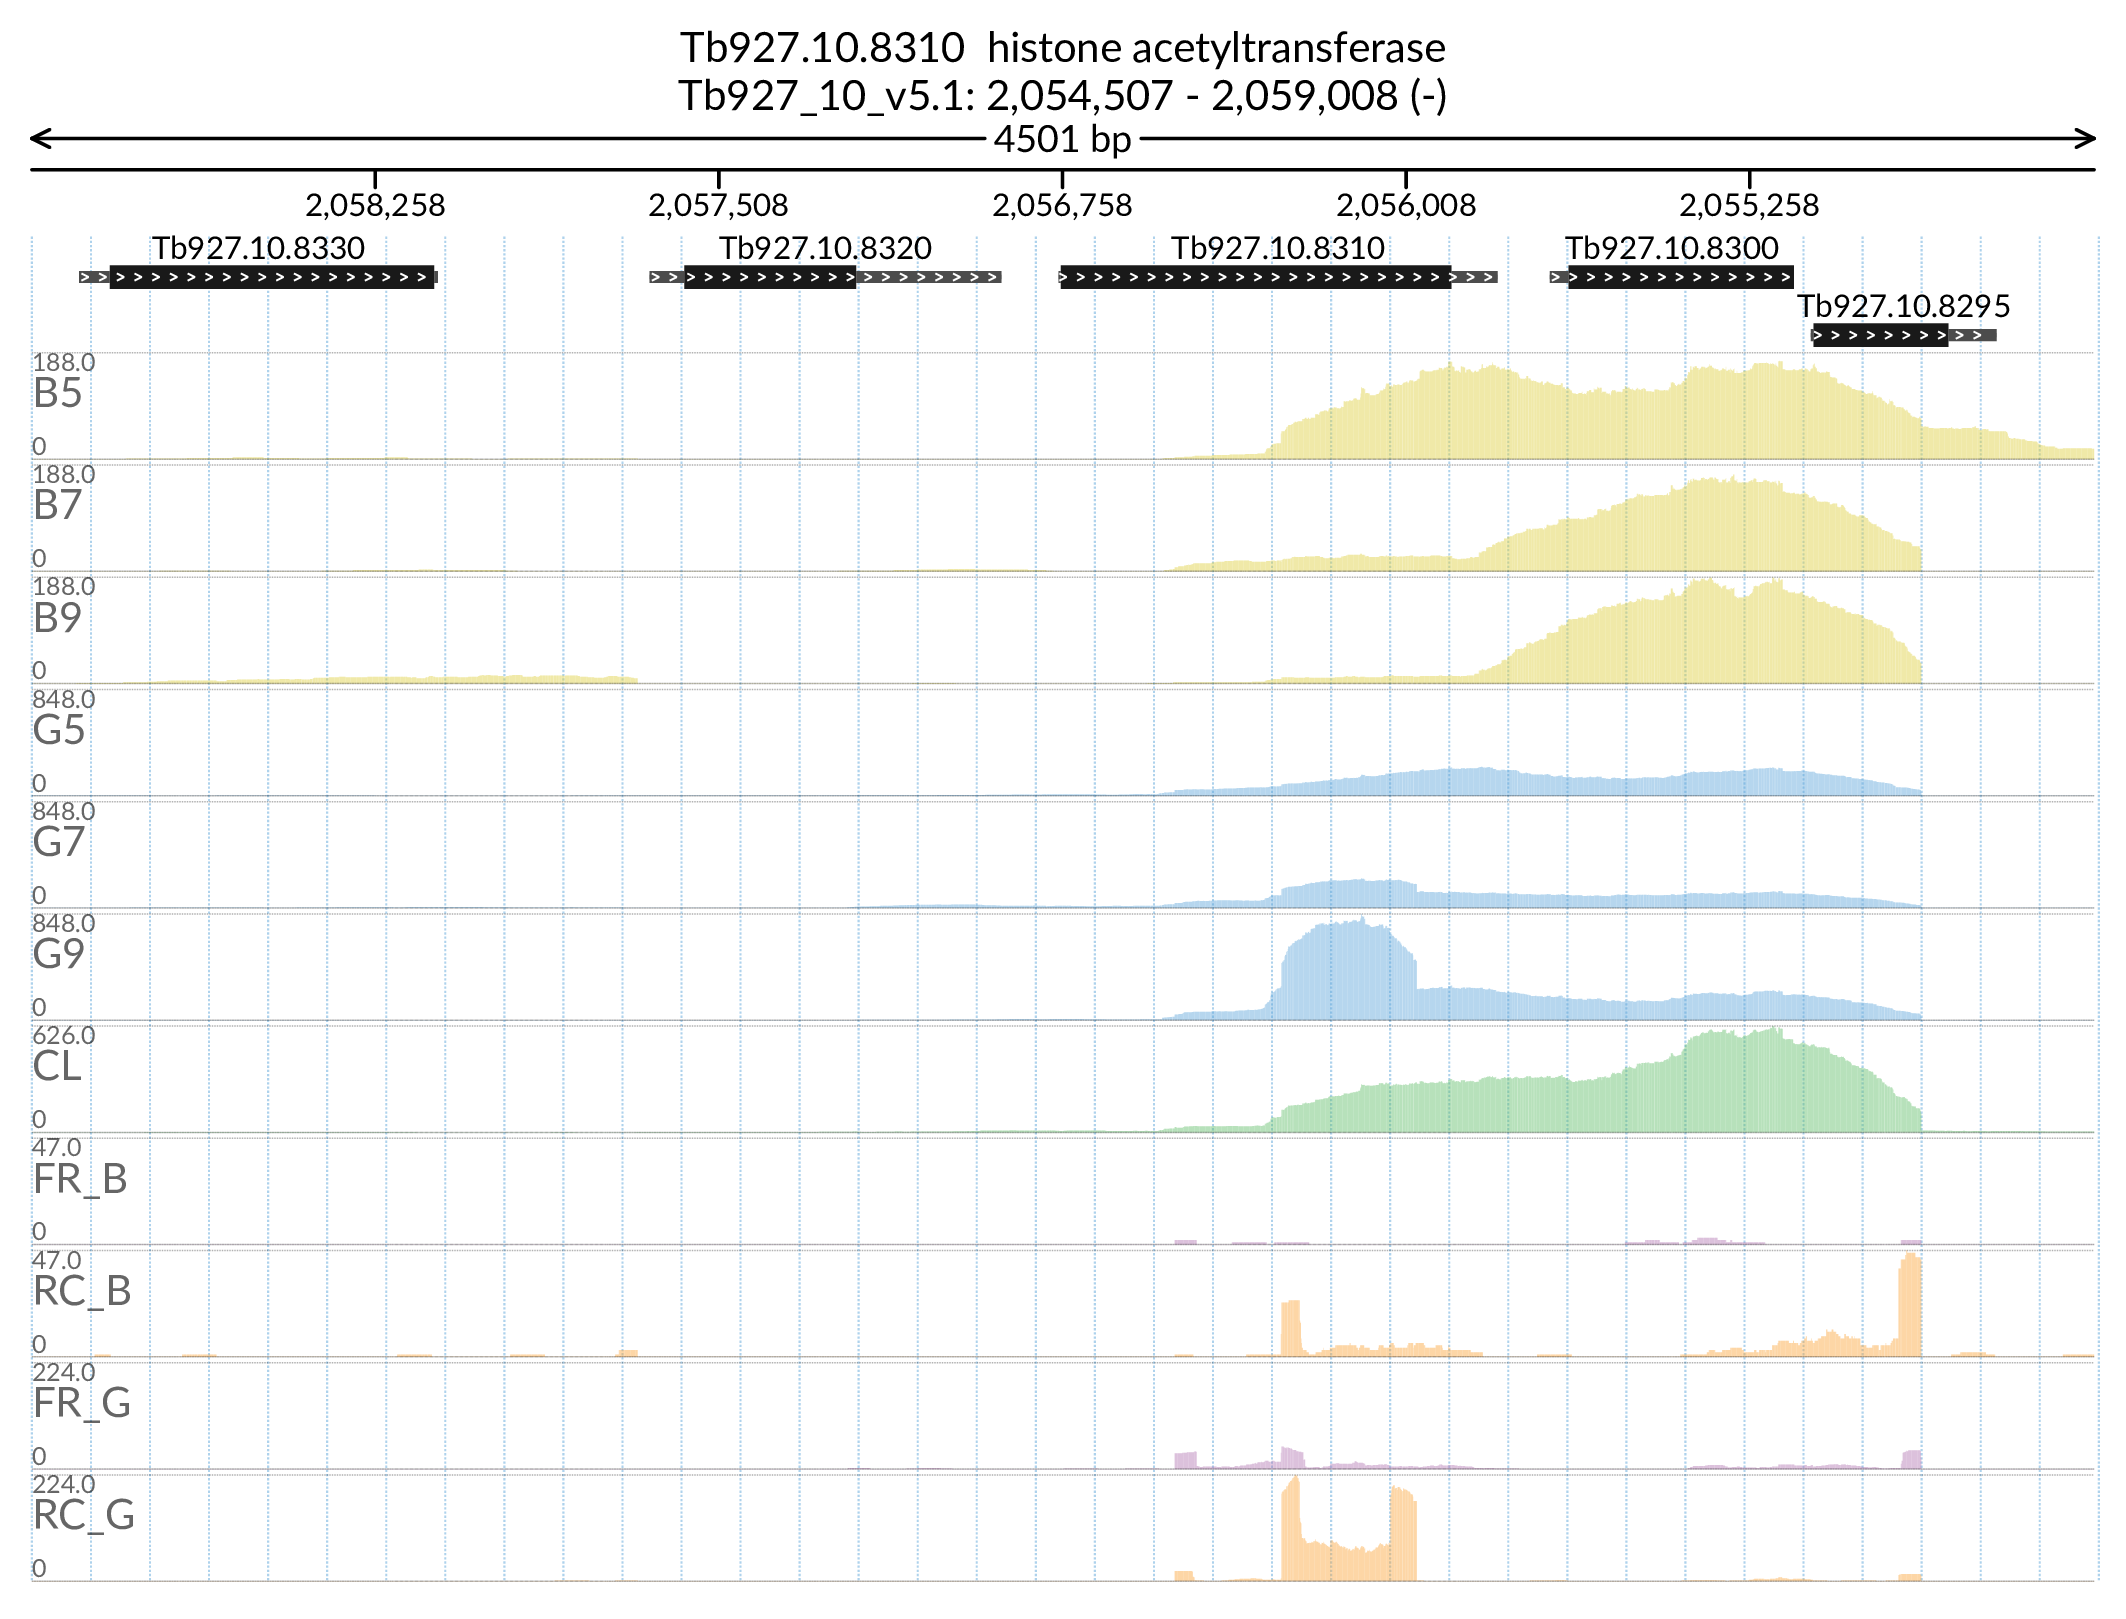 Tb927.10.8310 histone acetyltransferase
Tb927_10_v5.1: 2,054,507 - 2,059,008 (-)
4501 bp
2,058,258 2,057,508 2,056,758 2,056,008 2,055,258
Tb927.10.8330 Tb927.10.8320 Tb927.10.8310 Tb927.10.8300
Tb927.10.8295
188.0
B5
0
188.0
B7
0
188.0
B9
0
848.0
G5
0
848.0
G7
0
848.0
G9
0
626.0
CL
0
47.0
FR_B
0
47.0
RC_B
0
224.0
FR_G
0
224.0
RC_G
0